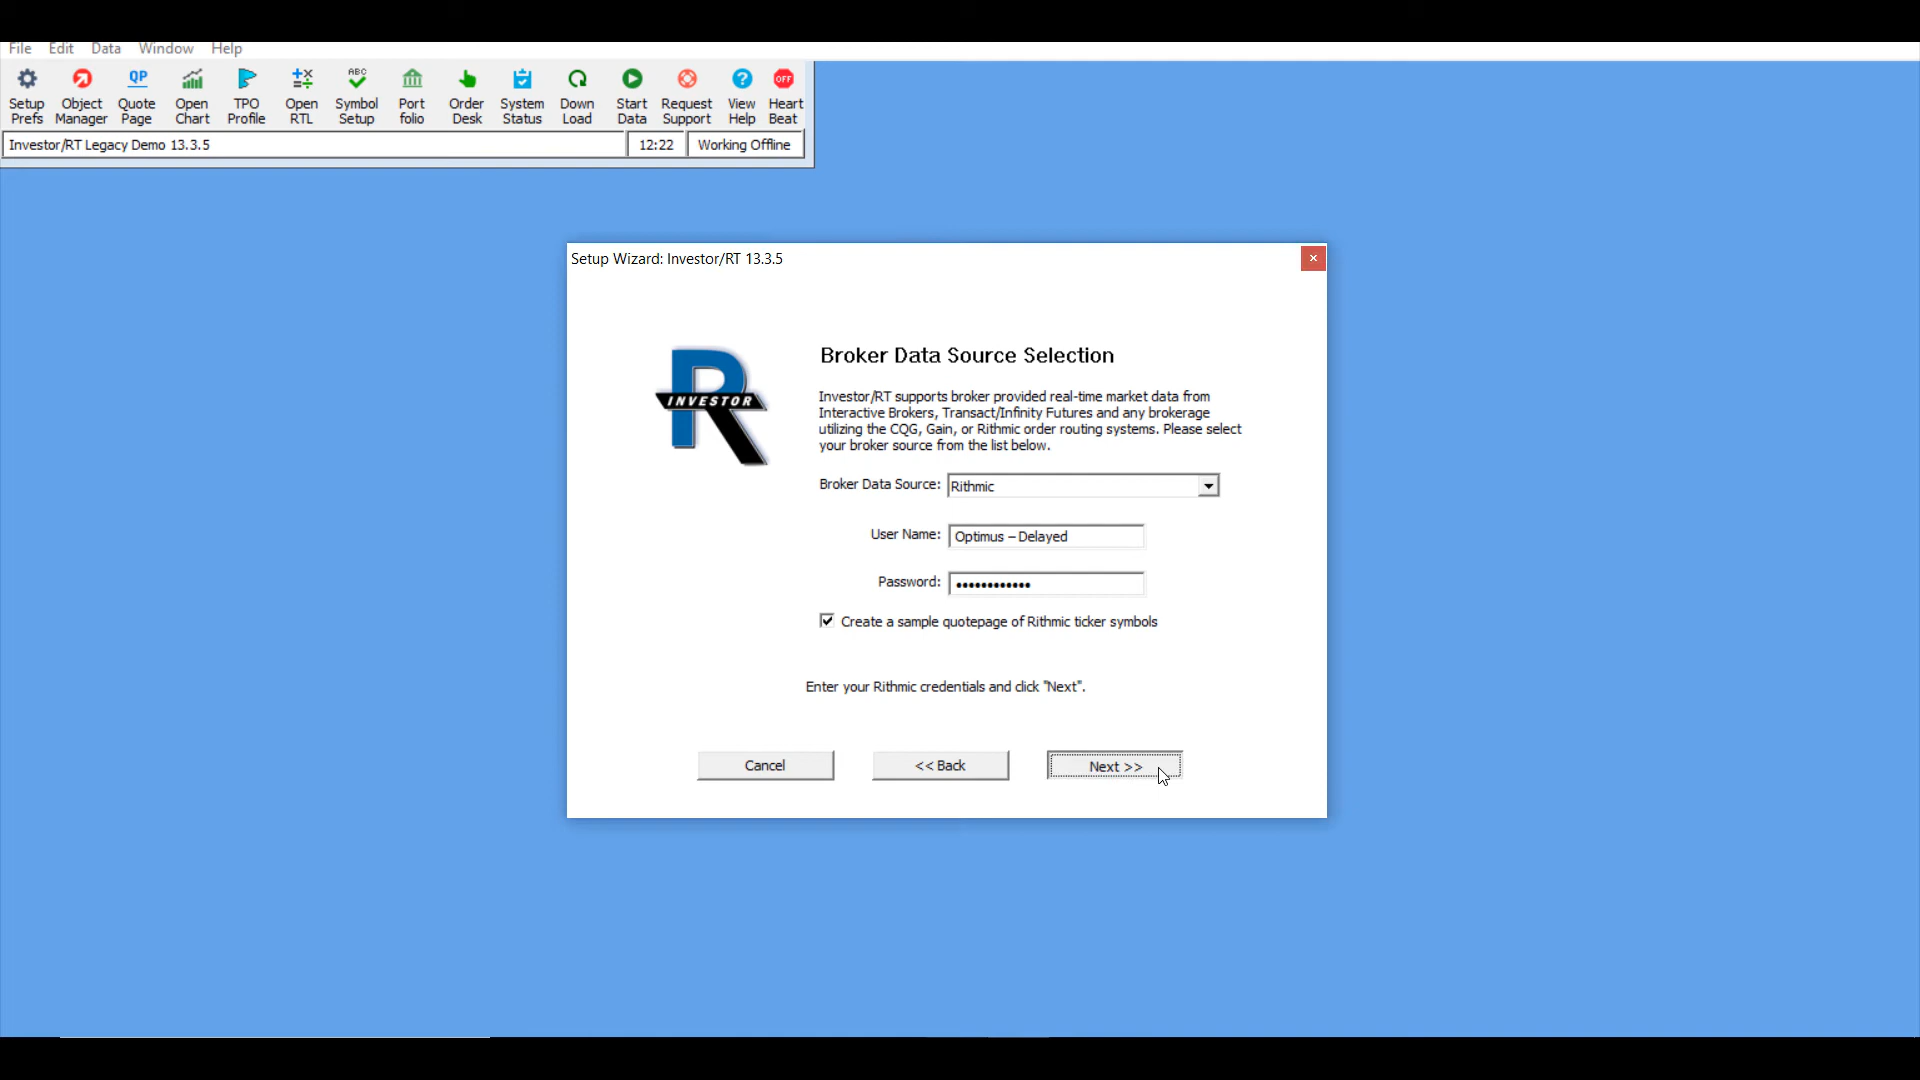 File Edit Data Window Help
QP ABC OFF
Setup Object Quote Open TPO Open Symbol Port Order System Down Start Request View Heart
Prefs Manager Page Chart Profile RTL Setup folio Desk Status Load Data Support Help Beat
Investor/RT Legacy Demo 13.3.5 12:22 Working Offline
Setup Wizard: Investor/RT 13.3.5
R
INVESTOR
Broker Data Source Selection
Investor/RT supports broker provided real-time market data from
Interactive Brokers, Transact/Infinity Futures and any brokerage
utilizing the CQG, Gain, or Rithmic order routing systems. Please select
your broker source from the list below.
Broker Data Source: Rithmic
User Name: Optimus – Delayed
Password: ••••••••••••
Create a sample quotepage of Rithmic ticker symbols
Enter your Rithmic credentials and click "Next".
Cancel << Back Next >>